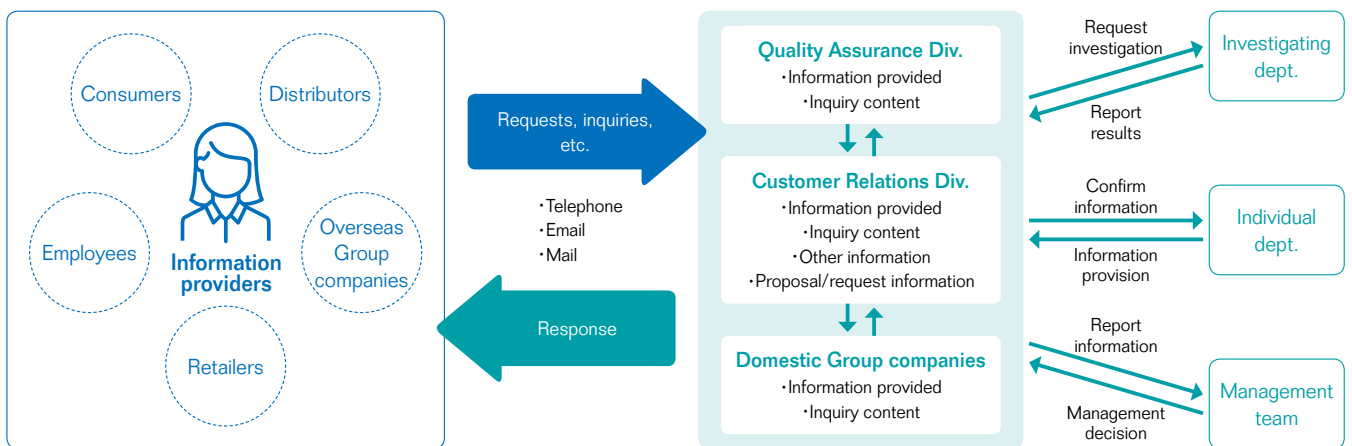 Consumers
Distributors
Employees
Information
providers
Overseas
Group
companies
Retailers
Requests, inquiries,
etc.
・Telephone
・Email
・Mail
Response
Quality Assurance Div.
・Information provided
・Inquiry content
Customer Relations Div.
・Information provided
・Inquiry content
・Other information
・Proposal/request information
Domestic Group companies
・Information provided
・Inquiry content
Request
investigation
Report
results
Investigating
dept.
Confirm
information
Information
provision
Individual
dept.
Report
information
Management
decision
Management
team